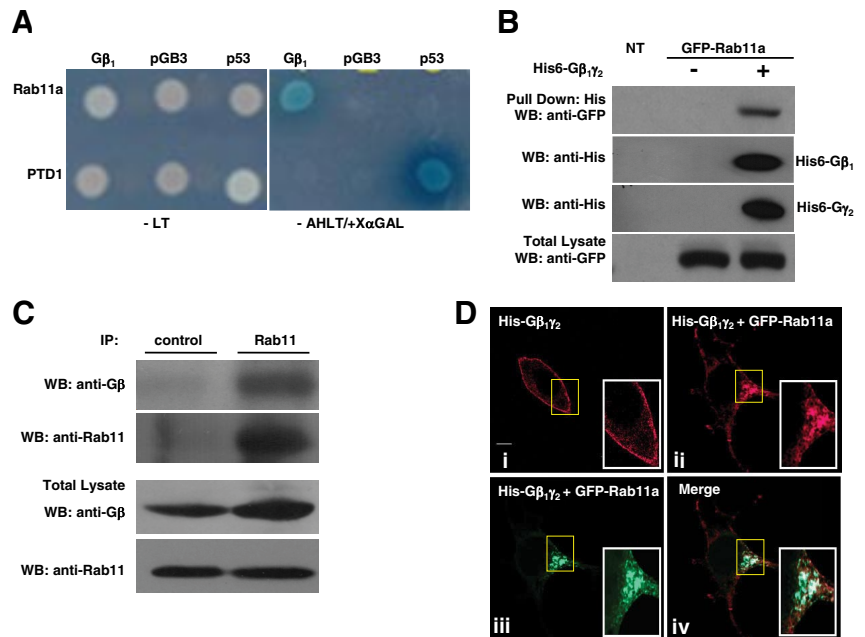 A
Gβ1 pGB3 p53 Gβ1 pGB3 p53
Rab11a
PTD1
- LT - AHLT/+XαGAL
B
NT GFP-Rab11a
His6-Gβ1γ2 - +
Pull Down: His
WB: anti-GFP
WB: anti-His His6-Gβ1
WB: anti-His His6-Gγ2
Total Lysate
WB: anti-GFP
C
IP: control Rab11
WB: anti-Gβ
WB: anti-Rab11
Total Lysate
WB: anti-Gβ
WB: anti-Rab11
D
His-Gβ1γ2 His-Gβ1γ2 + GFP-Rab11a
i ii
His-Gβ1γ2 + GFP-Rab11a Merge
iii iv